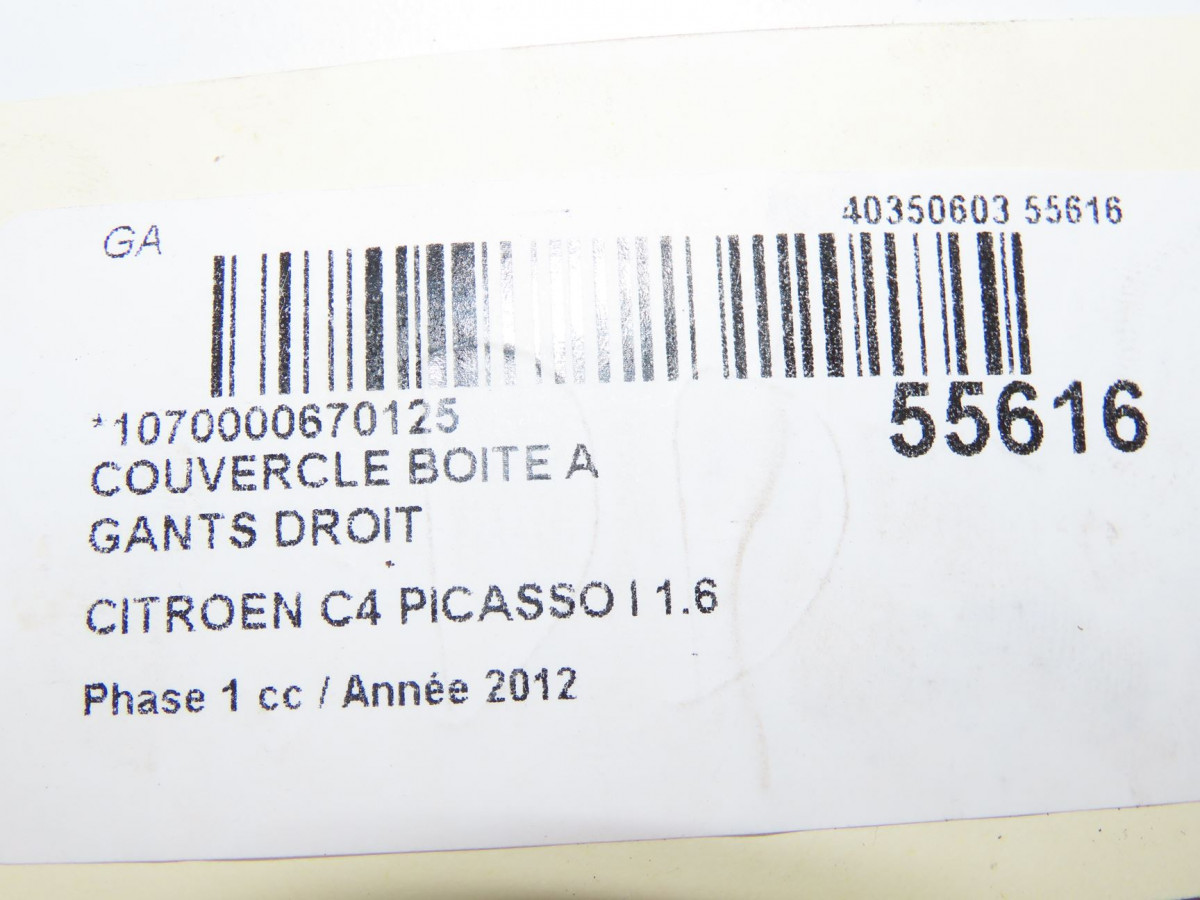 GA
40350603 55616
*1070000670125
55616
COUVERCLE BOITE A
GANTS DROIT
CITROEN C4 PICASSO I 1.6
Phase 1 cc / Année 2012